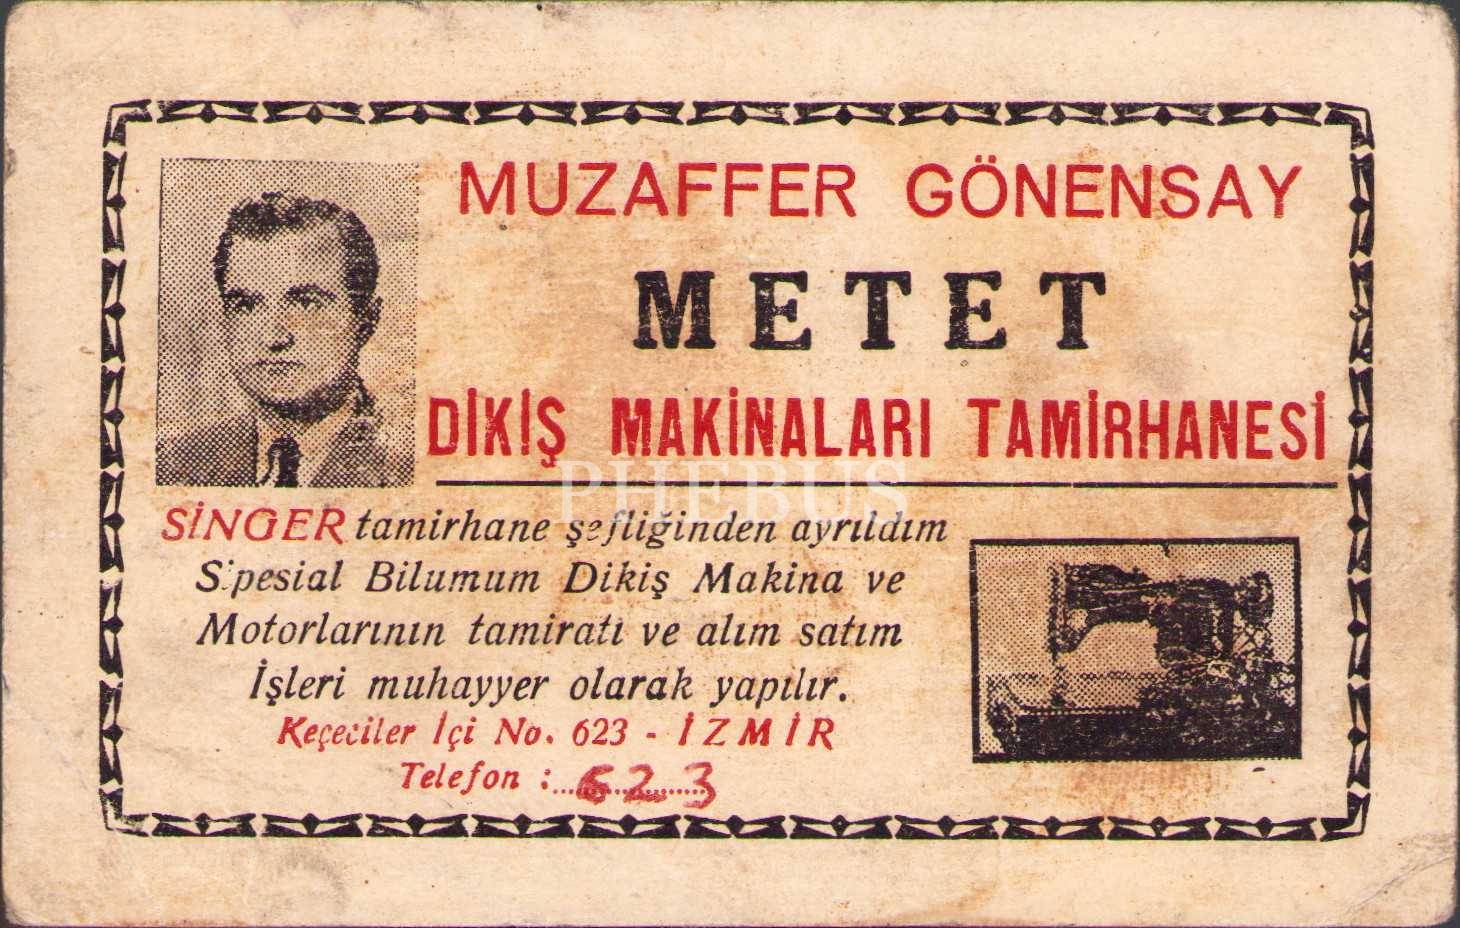 MUZAFFER GÖNENSAY
METET
DİKİŞ MAKİNALARI TAMİRHANESİ
PHEBUS
SİNGER tamirhane şefliğinden ayrıldım
Sipesial Bilumum Dikiş Makina ve
Motorlarının tamiratı ve alım satım
İşleri muhayyer olarak yapılır.
Keçeciler İçi No. 623 - İZMİR
Telefon : 623